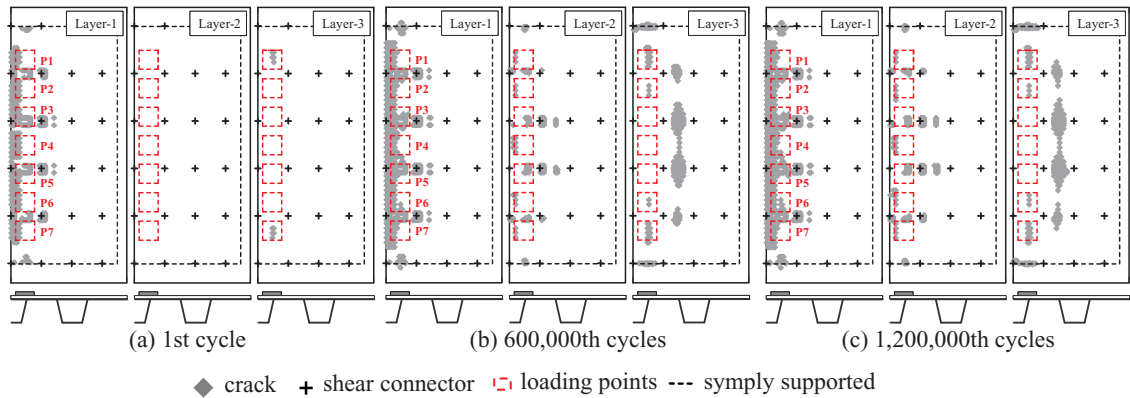 Layer-1 Layer-2 Layer-3 Layer-1 Layer-2 Layer-3 Layer-1 Layer-2 Layer-3
P1 P1 P1
P2 P2 P2
P3 P3 P3
P4 P4 P4
P5 P5 P5
P6 P6 P6
P7 P7 P7
(a) 1st cycle (b) 600,000th cycles (c) 1,200,000th cycles
crack shear connector loading points symply supported